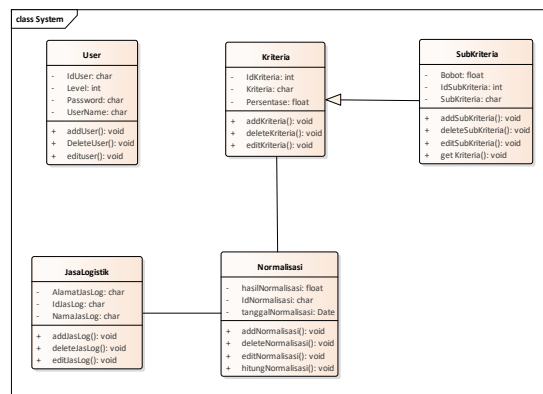 class System
User
- IdUser: char
- Level: int
- Password: char
- UserName: char
+ addUser(): void
+ DeleteUser(): void
+ edituser(): void
Kriteria
- IdKriteria: int
- Kriteria: char
- Persentase: float
+ addKriteria(): void
+ deleteKriteria(): void
+ editKriteria(): void
SubKriteria
- Bobot: float
- IdSubKriteria: int
- SubKriteria: char
+ addSubKriteria(): void
+ deleteSubKriteria(): void
+ editSubKriteria(): void
+ get Kriteria(): void
JasaLogistik
- AlamatJasLog: char
- IdJasLog: char
- NamaJasLog: char
+ addJasLog(): void
+ deleteJasLog(): void
+ editJasLog(): void
Normalisasi
- hasilNormalisasi: float
- IdNormalisasi: char
- tanggalNormalisasi: Date
+ addNormalisasi(): void
+ deleteNormalisasi(): void
+ editNormalisasi(): void
+ hitungNormalisasi(): void